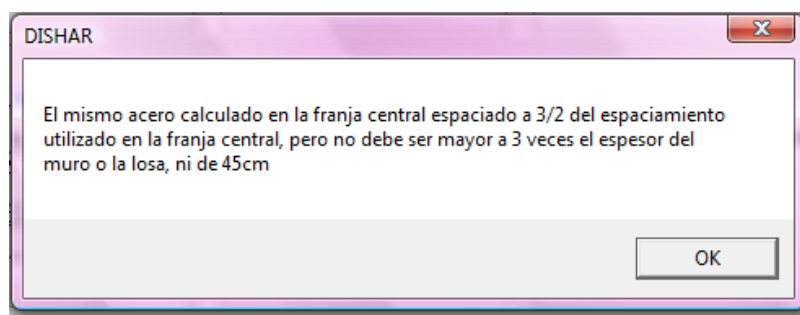 DISHAR
X
El mismo acero calculado en la franja central espaciado a 3/2 del espaciamiento
utilizado en la franja central, pero no debe ser mayor a 3 veces el espesor del
muro o la losa, ni de 45cm
OK